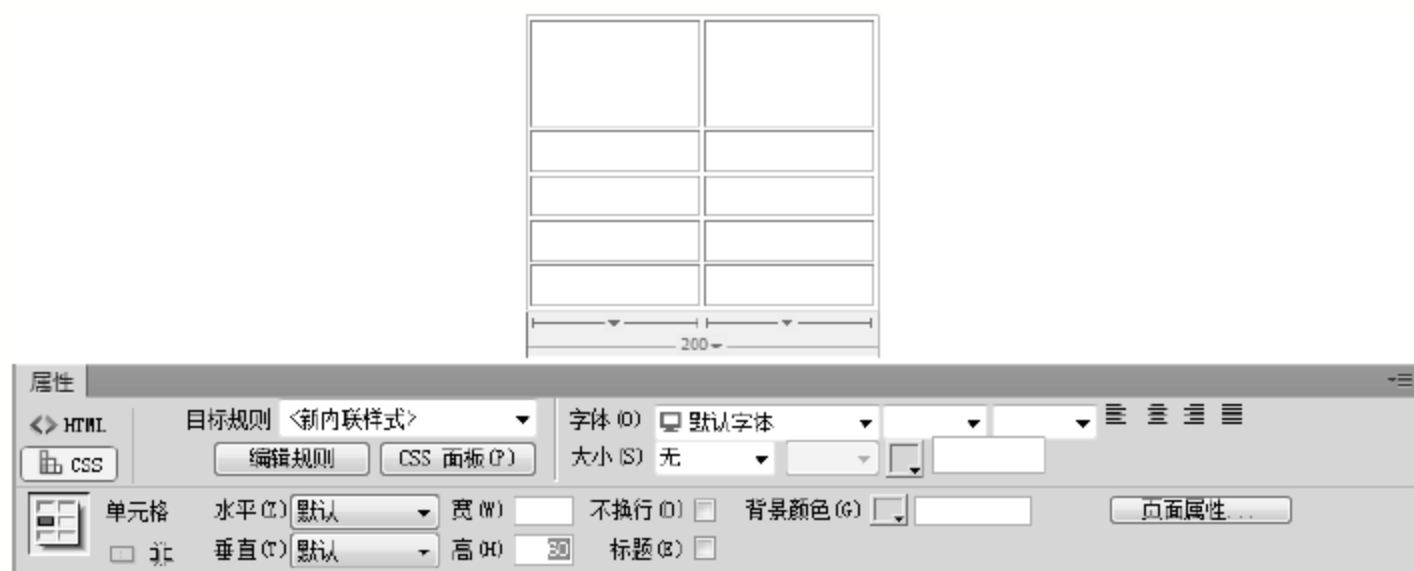 200
属性
<> HTML 目标规则 <新内联样式> 字体(O) 默认字体
CSS 编辑规则 CSS 面板(P) 大小(S) 无
单元格 水平(Z) 默认 宽(W) 不换行(O) 背景颜色(G) 页面属性...
垂直(T) 默认 高(H) 30 标题(E)